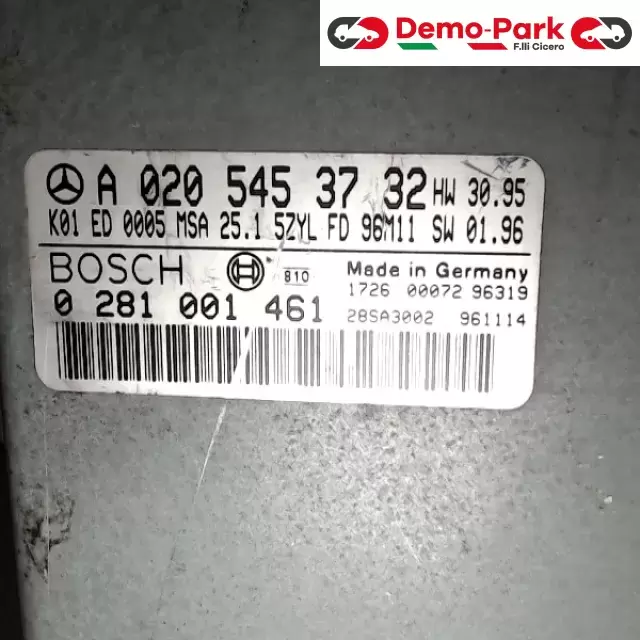 Demo-Park
F.lli Cicero
A 020 545 37 32 HW 30.95
K01 ED 0005 MSA 25.1 5ZYL FD 96M11 SW 01.96
BOSCH 810 Made in Germany
0 281 001 461 1726 00072 96319
28SA3002 961114